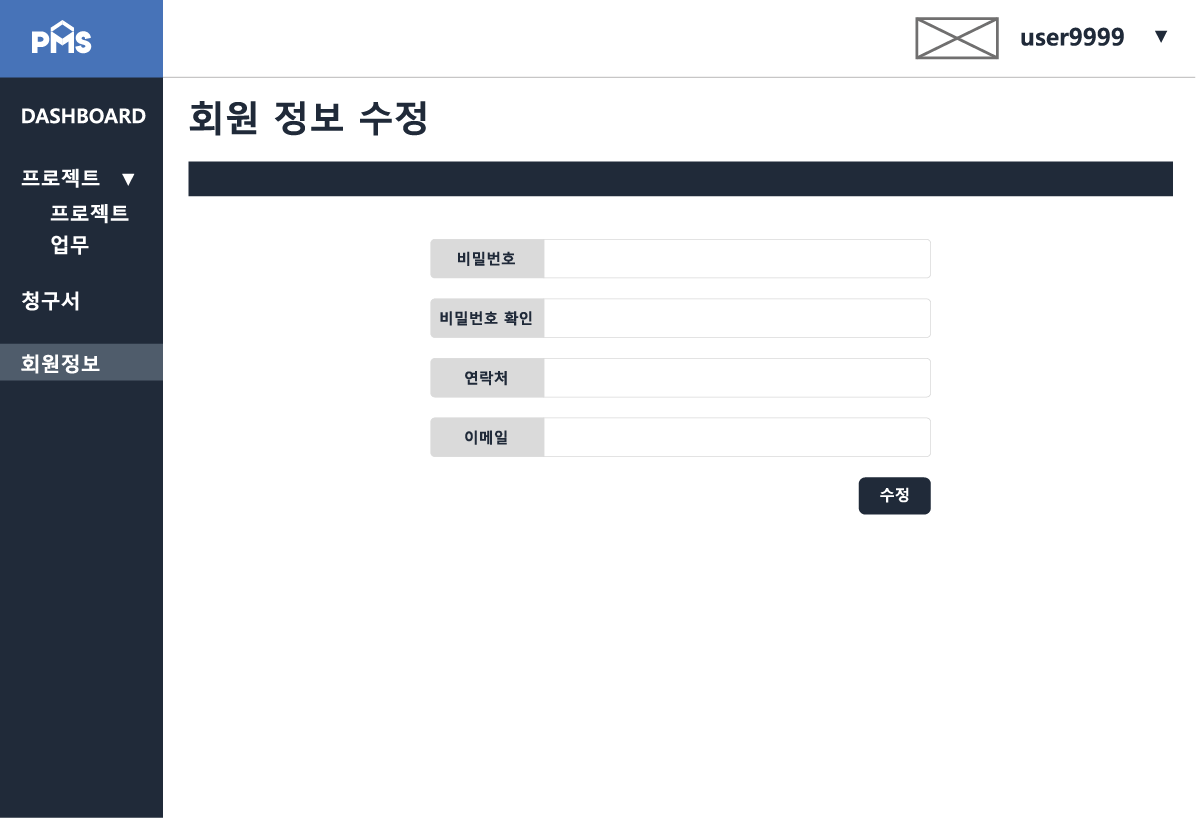 PMS
user9999 ▼
DASHBOARD
프로젝트 ▼
프로젝트
업무
청구서
회원정보
회원 정보 수정
비밀번호
비밀번호 확인
연락처
이메일
수정